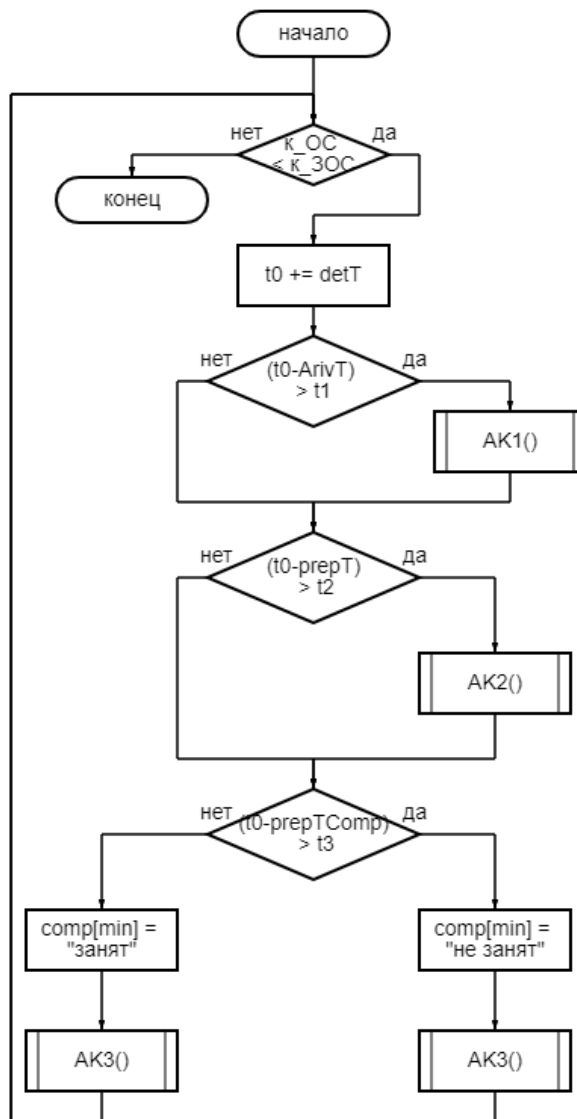 начало
нет
да
к_ОС
< к_ЗОС
конец
t0 += detT
нет
да
(t0-ArivT)
> t1
AK1()
нет
да
(t0-prepT)
> t2
AK2()
нет
да
(t0-prepTComp)
> t3
comp[min] =
"занят"
comp[min] =
"не занят"
AK3()
AK3()